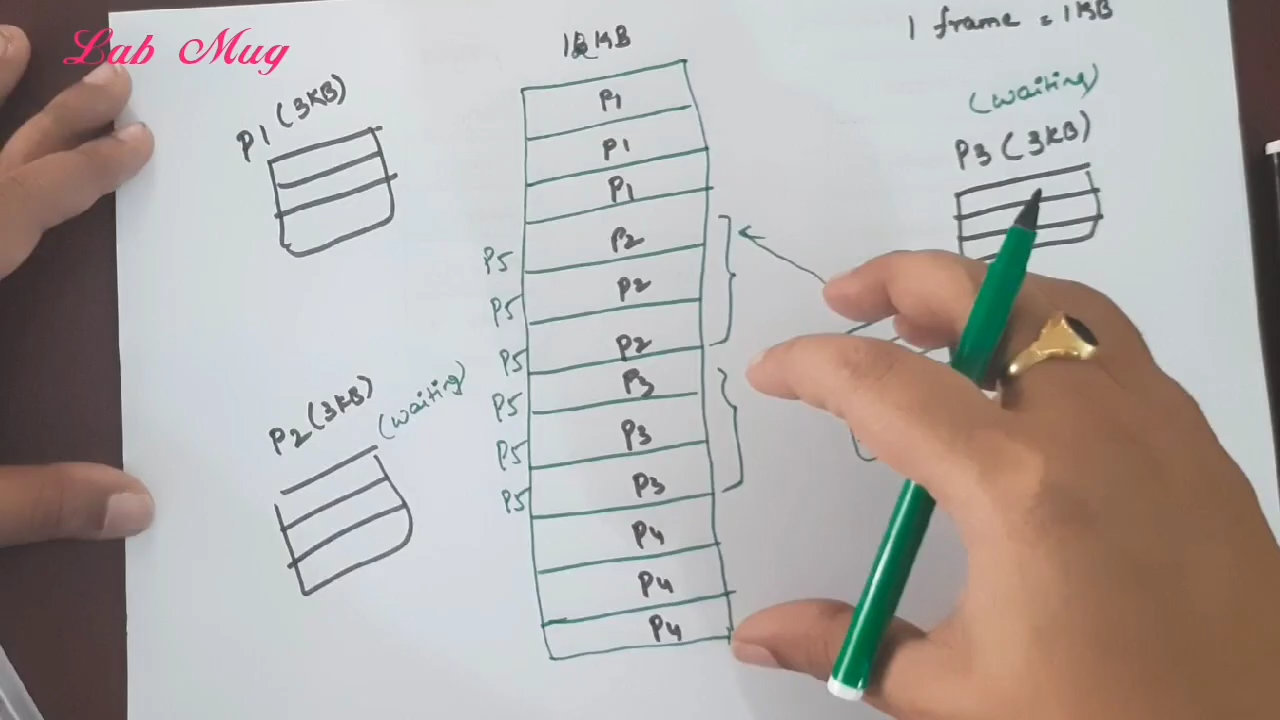 Lab Mug
1 frame = 1KB
KB
(waiting)
P1 (3KB)
P3 (3KB)
P1
P1
P1
P2
P5
P2
P5
P2
P5
P3
P5
P3
P5
P3
P5
P4
P4
P4
P2 (3KB)
(waiting)